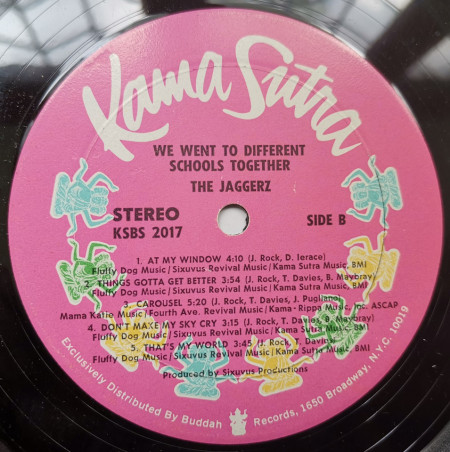 Kama Sutra
WE WENT TO DIFFERENT
SCHOOLS TOGETHER
THE JAGGERZ
STEREO
KSBS 2017
SIDE B
1. AT MY WINDOW 4:10 (J. Rock, D. Ierace)
Fluffy Dog Music/Sixuvus Revival Music/Kama Sutra Music, BMI
2. THINGS GOTTA GET BETTER 3:54 (J. Rock, T. Davies, B. Maybray)
Fluffy Dog Music/Sixuvus Revival Music/Kama Sutra Music, BMI
3. CAROUSEL 5:20 (J. Rock, T. Davies, J. Pugliano)
Mama Katie Music/Fourth Ave. Revival Music/Kama-Rippa Music, Inc. ASCAP
4. DON'T MAKE MY SKY CRY 3:15 (J. Rock, T. Davies, B. Maybray)
Fluffy Dog Music/Sixuvus Revival Music/Kama Sutra Music, BMI
5. THAT'S MY WORLD 3:45 (J. Rock, T. Davies)
Fluffy Dog Music/Sixuvus Revival Music/Kama Sutra Music, BMI
Produced by Sixuvus Productions
Exclusively Distributed By Buddah Records, 1650 Broadway, N.Y.C. 10019